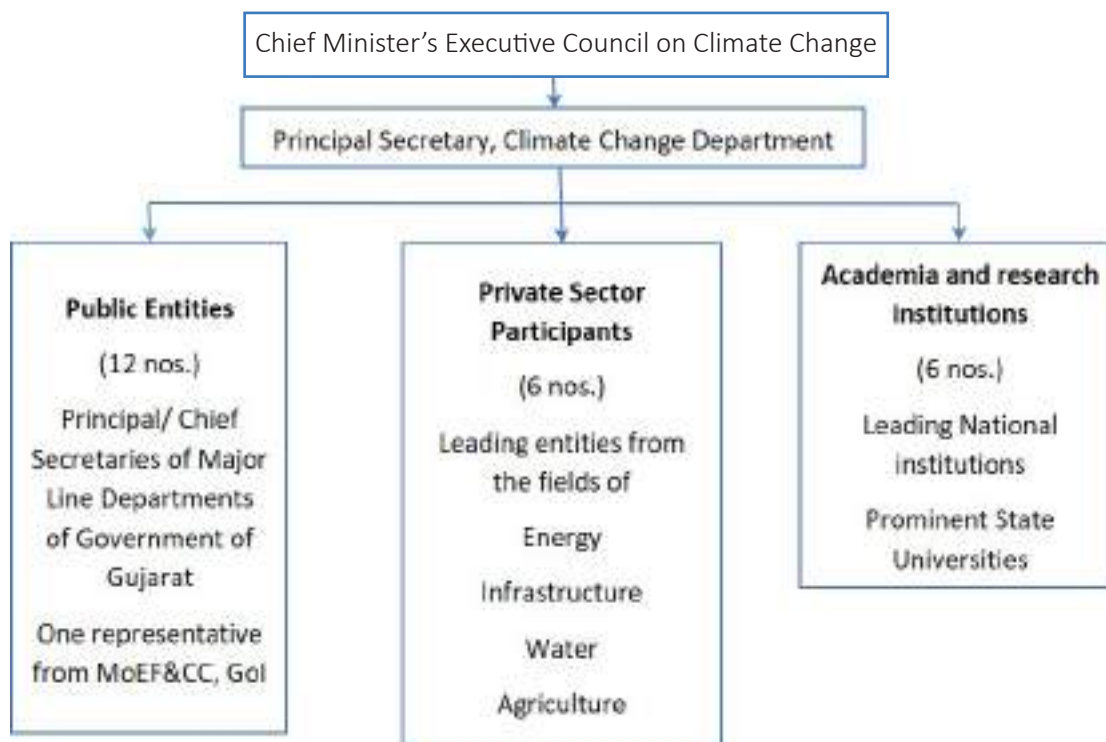 Chief Minister’s Executive Council on Climate Change
Principal Secretary, Climate Change Department
Public Entities
(12 nos.)
Principal/ Chief
Secretaries of Major
Line Departments
of Government of
Gujarat
One representative
from MoEF&CC, GoI
Private Sector
Participants
(6 nos.)
Leading entities from
the fields of
Energy
Infrastructure
Water
Agriculture
Academia and research
institutions
(6 nos.)
Leading National
institutions
Prominent State
Universities